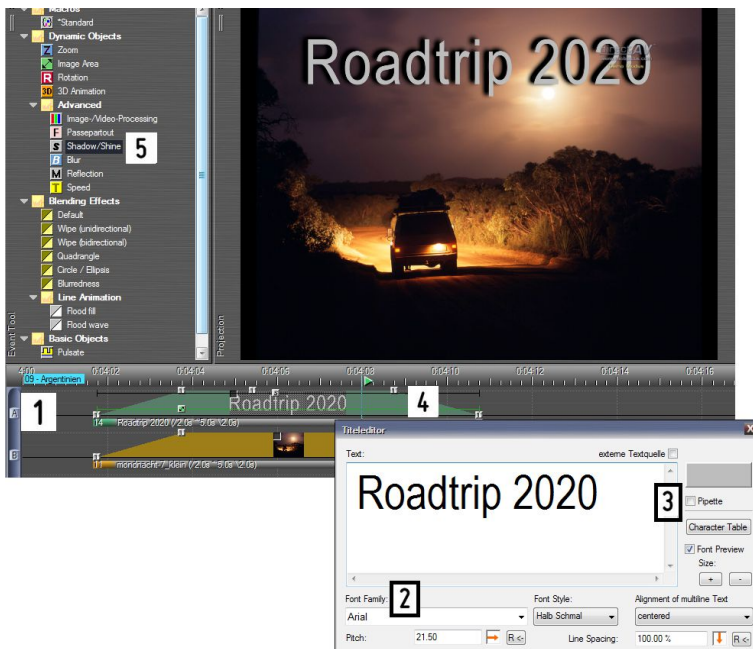 Macros
*Standard
Dynamic Objects
Z Zoom
Image Area
R Rotation
3D 3D Animation
Advanced
Image-/Video-Processing
F Passepartout
S Shadow/Shine
5
B Blur
M Reflection
T Speed
Blending Effects
Default
Wipe (unidirectional)
Wipe (bidirectional)
Quadrangle
Circle / Ellipsis
Blurredness
Line Animation
Flood fill
Flood wave
Basic Objects
Pulsate
EventTool
Projection
Roadtrip 2020
4:00 0:04:02 0:04:04 0:04:06 0:04:08 0:04:10 0:04:12 0:04:14 0:04:16
09 - Argentinien
1
A
Roadtrip 2020
4
14 Roadtrip 2020 (/2.0s ~5.0s \2.0s)
B
11 mondnacht-7_klein (/2.0s ~5.0s \2.0s)
Titeleditor
Text:
externe Textquelle
Roadtrip 2020
3
Pipette
Character Table
Font Preview
Size:
+ -
Font Family:
2
Font Style:
Alignment of multiline Text
Arial
Halb Schmal
centered
Pitch: 21.50
R <-
Line Spacing: 100.00 %
R <-